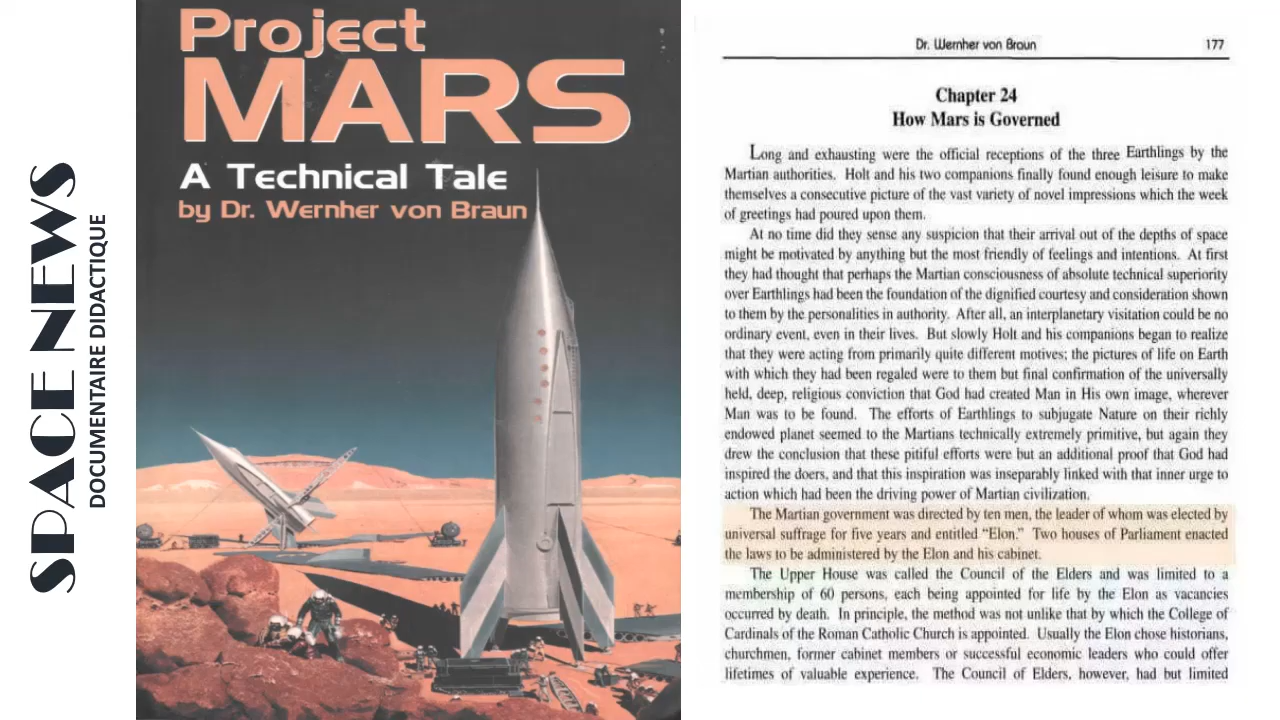 SPACE NEWS
DOCUMENTAIRE DIDACTIQUE
Project
MARS
A Technical Tale
by Dr. Wernher von Braun
Dr. Wernher von Braun 177
Chapter 24
How Mars is Governed
Long and exhausting were the official receptions of the three Earthlings by the
Martian authorities. Holt and his two companions finally found enough leisure to make
themselves a consecutive picture of the vast variety of novel impressions which the week
of greetings had poured upon them.
At no time did they sense any suspicion that their arrival out of the depths of space
might be motivated by anything but the most friendly of feelings and intentions. At first
they had thought that perhaps the Martian consciousness of absolute technical superiority
over Earthlings had been the foundation of the dignified courtesy and consideration shown
to them by the personalities in authority. After all, an interplanetary visitation could be no
ordinary event, even in their lives. But slowly Holt and his companions began to realize
that they were acting from primarily quite different motives; the pictures of life on Earth
with which they had been regaled were to them but final confirmation of the universally
held, deep, religious conviction that God had created Man in His own image, wherever
Man was to be found. The efforts of Earthlings to subjugate Nature on their richly
endowed planet seemed to the Martians technically extremely primitive, but again they
drew the conclusion that these pitiful efforts were but an additional proof that God had
inspired the doers, and that this inspiration was inseparably linked with that inner urge to
action which had been the driving power of Martian civilization.
The Martian government was directed by ten men, the leader of whom was elected by
universal suffrage for five years and entitled “Elon.” Two houses of Parliament enacted
the laws to be administered by the Elon and his cabinet.
The Upper House was called the Council of the Elders and was limited to a
membership of 60 persons, each being appointed for life by the Elon as vacancies
occurred by death. In principle, the method was not unlike that by which the College of
Cardinals of the Roman Catholic Church is appointed. Usually the Elon chose historians,
churchmen, former cabinet members or successful economic leaders who could offer
lifetimes of valuable experience. The Council of Elders, however, had but limited